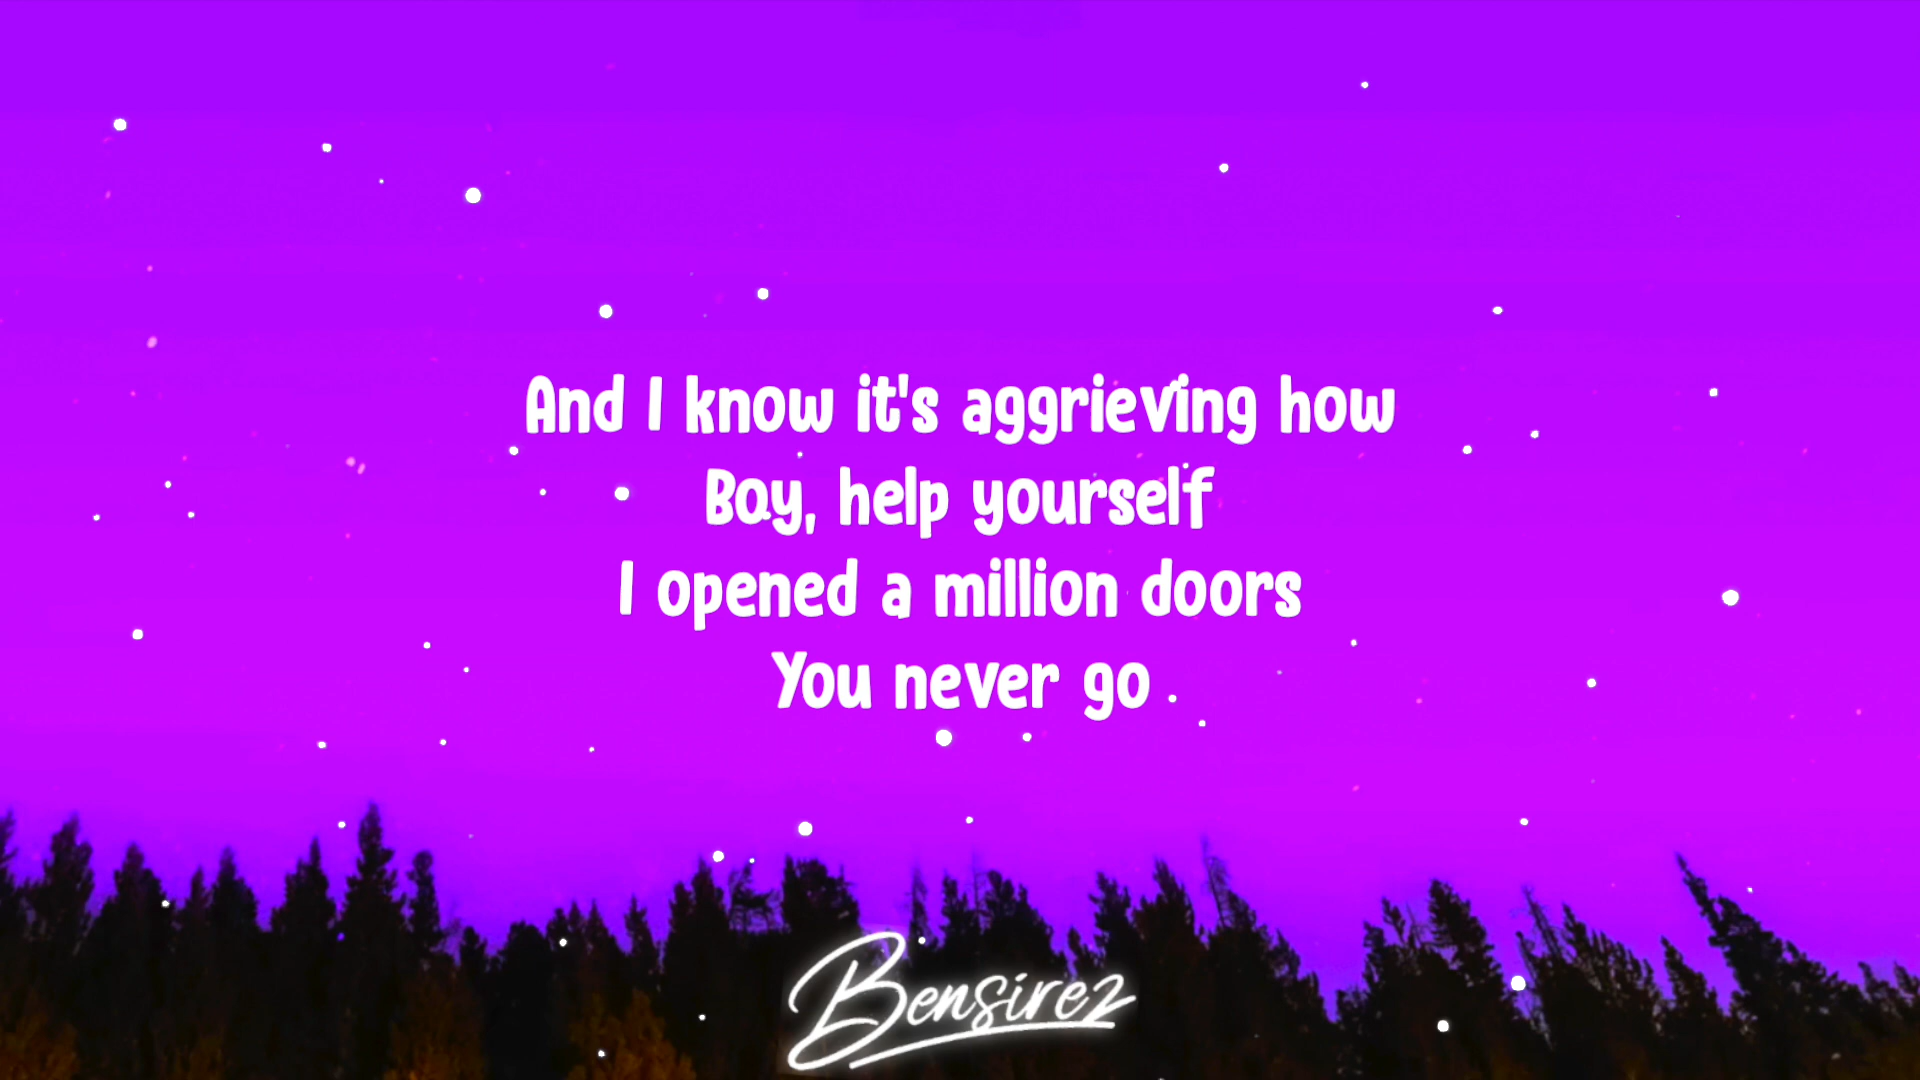 And I know it's aggrieving how
Boy, help yourself
I opened a million doors
You never go
Bensirez